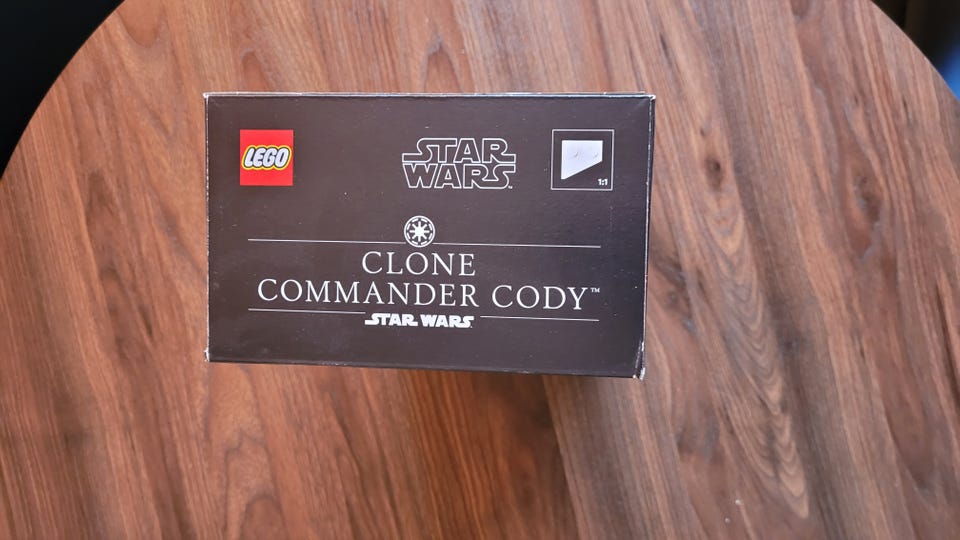 LEGO
STAR
WARS
1:1
CLONE
COMMANDER CODY™
STAR WARS